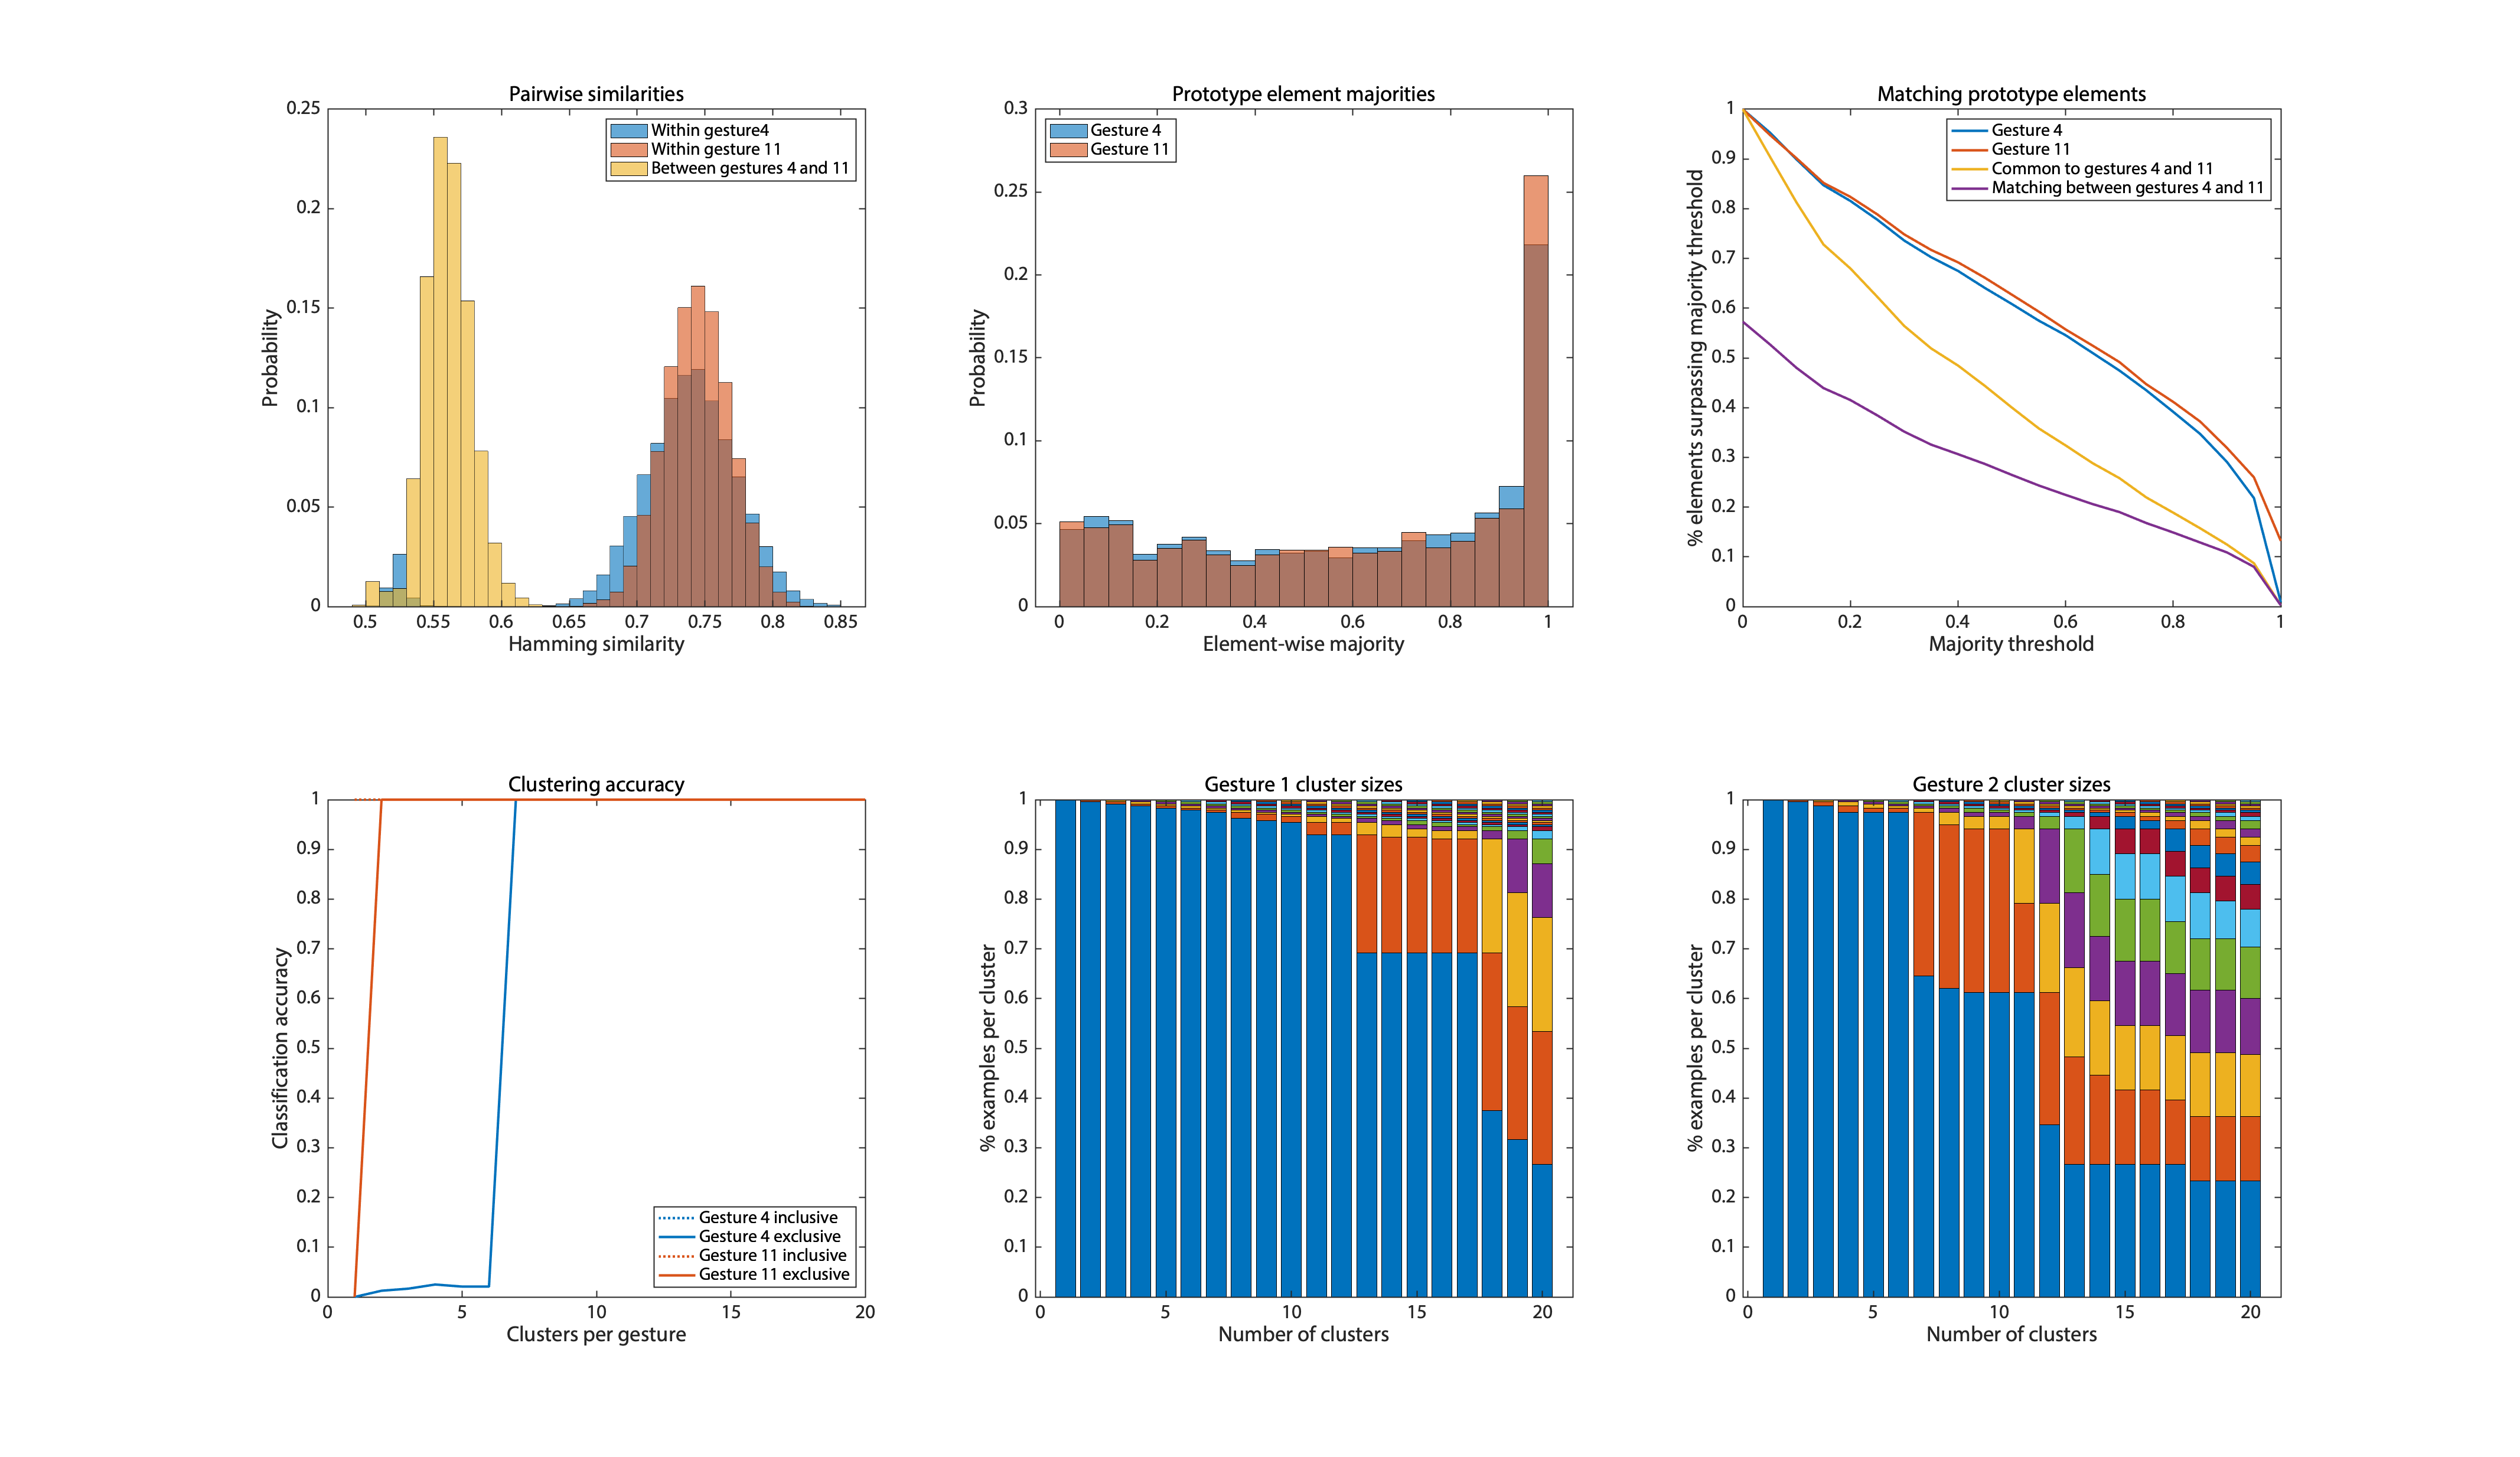 Pairwise similarities
0.25
0.2
0.15
0.1
0.05
0
Probability
Within gesture4
Within gesture 11
Between gestures 4 and 11
0.5 0.55 0.6 0.65 0.7 0.75 0.8 0.85
Hamming similarity
Prototype element majorities
0.3
0.25
0.2
0.15
0.1
0.05
0
Probability
Gesture 4
Gesture 11
0 0.2 0.4 0.6 0.8 1
Element-wise majority
Matching prototype elements
1
0.9
0.8
0.7
0.6
0.5
0.4
0.3
0.2
0.1
0
% elements surpassing majority threshold
Gesture 4
Gesture 11
Common to gestures 4 and 11
Matching between gestures 4 and 11
0 0.2 0.4 0.6 0.8 1
Majority threshold
Clustering accuracy
1
0.9
0.8
0.7
0.6
0.5
0.4
0.3
0.2
0.1
0
Classification accuracy
Gesture 4 inclusive
Gesture 4 exclusive
Gesture 11 inclusive
Gesture 11 exclusive
0 5 10 15 20
Clusters per gesture
Gesture 1 cluster sizes
1
0.9
0.8
0.7
0.6
0.5
0.4
0.3
0.2
0.1
0
% examples per cluster
0 5 10 15 20
Number of clusters
Gesture 2 cluster sizes
1
0.9
0.8
0.7
0.6
0.5
0.4
0.3
0.2
0.1
0
% examples per cluster
0 5 10 15 20
Number of clusters